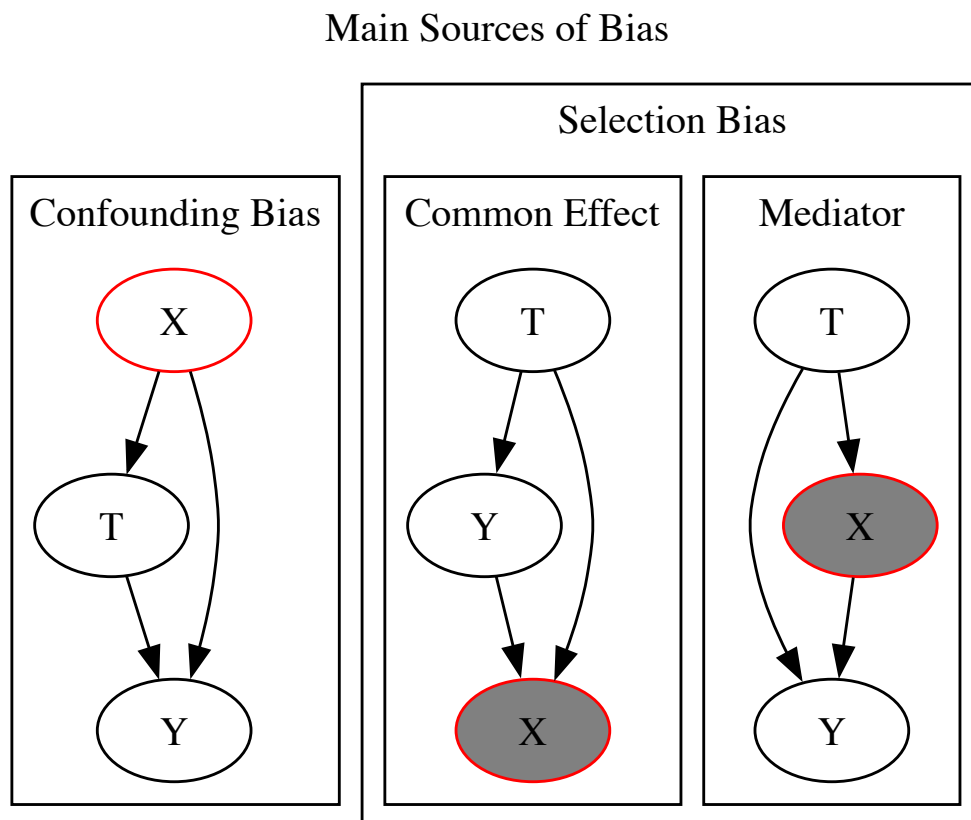 Main Sources of Bias
Selection Bias
Confounding Bias
Common Effect
Mediator
X
T
Y
T
Y
X
T
X
Y